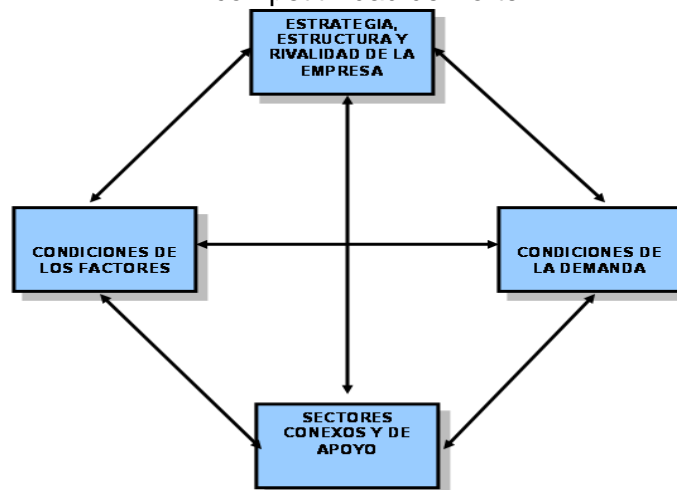 ESTRATEGIA,
ESTRUCTURA Y
RIVALIDAD DE LA
EMPRESA
CONDICIONES DE
LOS FACTORES
CONDICIONES DE
LA DEMANDA
SECTORES
CONEXOS Y DE
APOYO